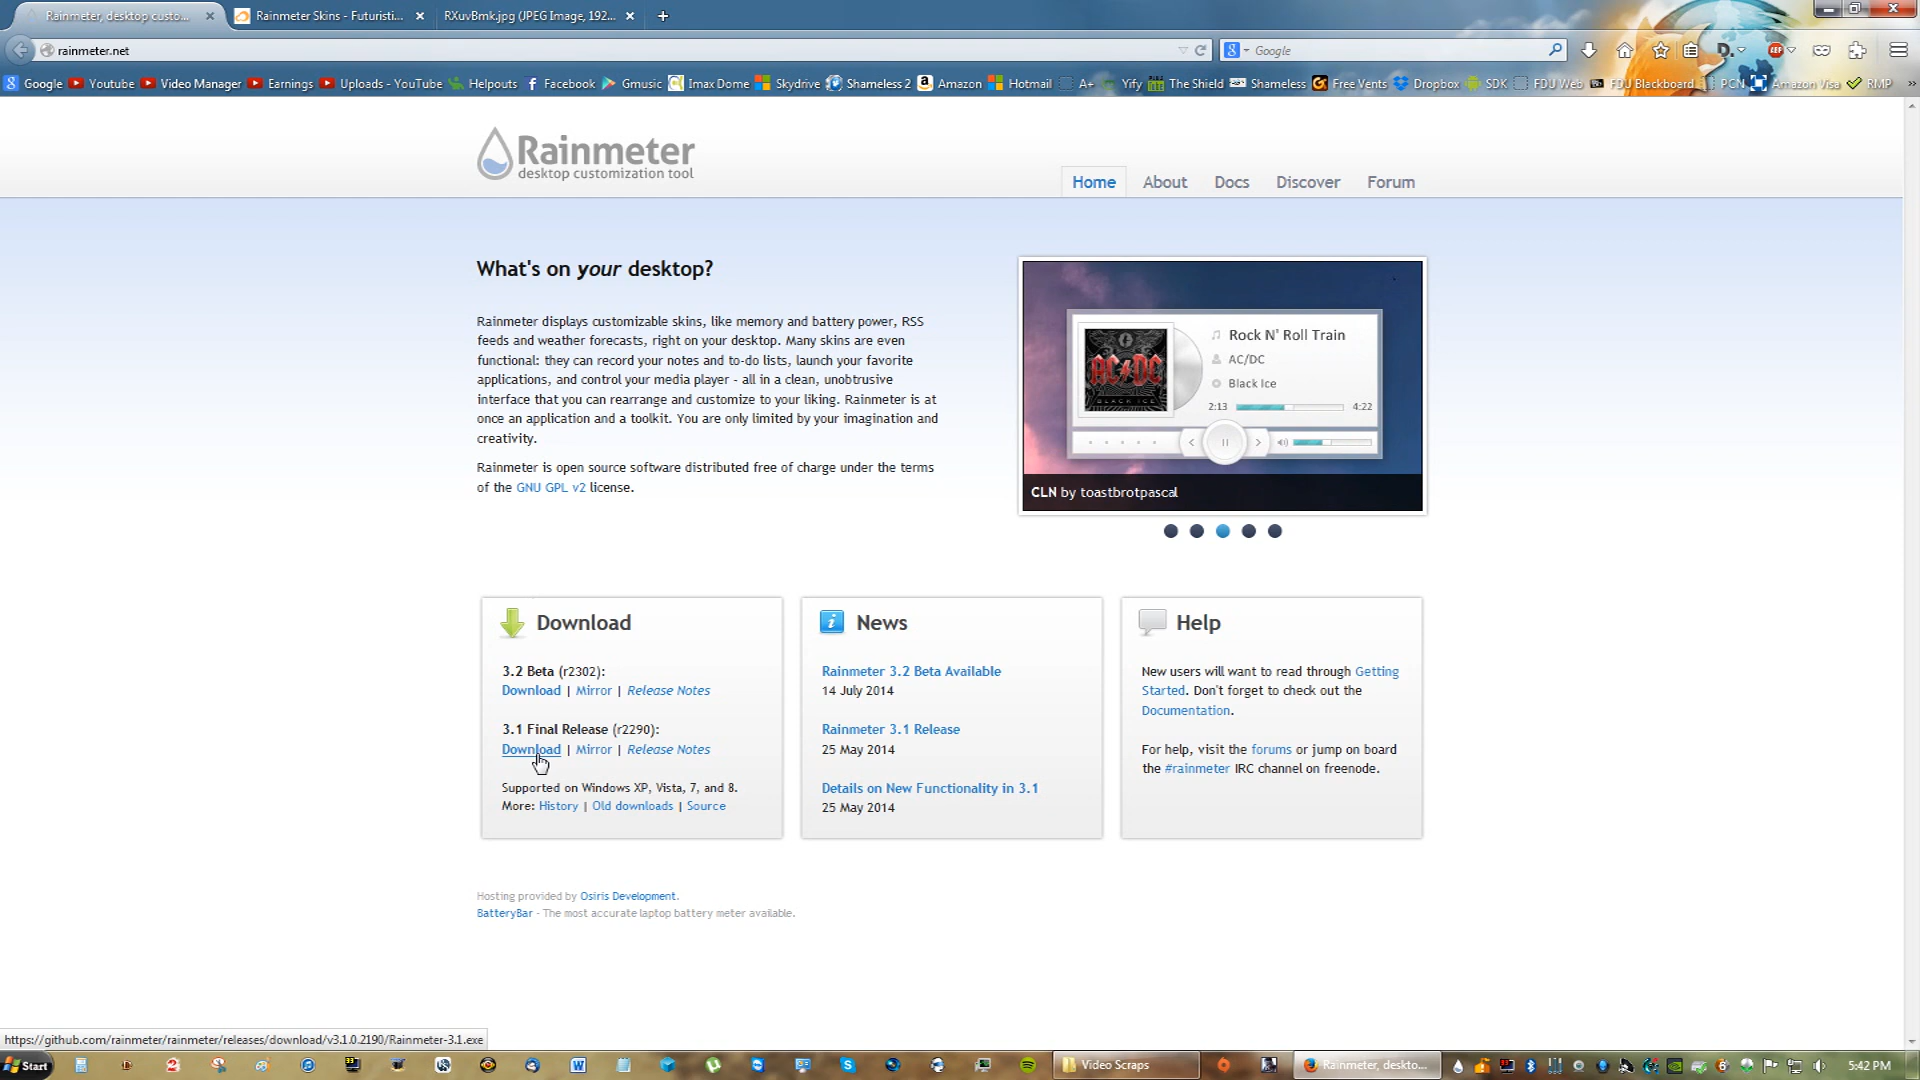 Rainmeter, desktop custo...
Rainmeter Skins - Futuristi...
RXuvBmk.jpg (JPEG Image, 192...
rainmeter.net
Google
Google Youtube Video Manager Earnings Uploads - YouTube Helpouts Facebook Gmusic Imax Dome Skydrive Shameless 2 Amazon Hotmail A+ Yify The Shield Shameless Free Vents Dropbox SDK FDU Web FDU Blackboard PCN Amazon Visa RMP »
Rainmeter
desktop customization tool
Home About Docs Discover Forum
What's on your desktop?
Rainmeter displays customizable skins, like memory and battery power, RSS
feeds and weather forecasts, right on your desktop. Many skins are even
functional: they can record your notes and to-do lists, launch your favorite
applications, and control your media player - all in a clean, unobtrusive
interface that you can rearrange and customize to your liking. Rainmeter is at
once an application and a toolkit. You are only limited by your imagination and
creativity.
Rainmeter is open source software distributed free of charge under the terms
of the GNU GPL v2 license.
AC/DC
BLACK ICE
Rock N' Roll Train
AC/DC
Black Ice
2:13 4:22
CLN by toastbrotpascal
Download
3.2 Beta (r2302):
Download | Mirror | Release Notes
3.1 Final Release (r2290):
Download | Mirror | Release Notes
Supported on Windows XP, Vista, 7, and 8.
More: History | Old downloads | Source
News
Rainmeter 3.2 Beta Available
14 July 2014
Rainmeter 3.1 Release
25 May 2014
Details on New Functionality in 3.1
25 May 2014
Help
New users will want to read through Getting
Started. Don't forget to check out the
Documentation.
For help, visit the forums or jump on board
the #rainmeter IRC channel on freenode.
Hosting provided by Osiris Development.
BatteryBar - The most accurate laptop battery meter available.
https://github.com/rainmeter/rainmeter/releases/download/v3.1.0.2190/Rainmeter-3.1.exe
Start
Video Scraps
Rainmeter, deskto...
5:42 PM